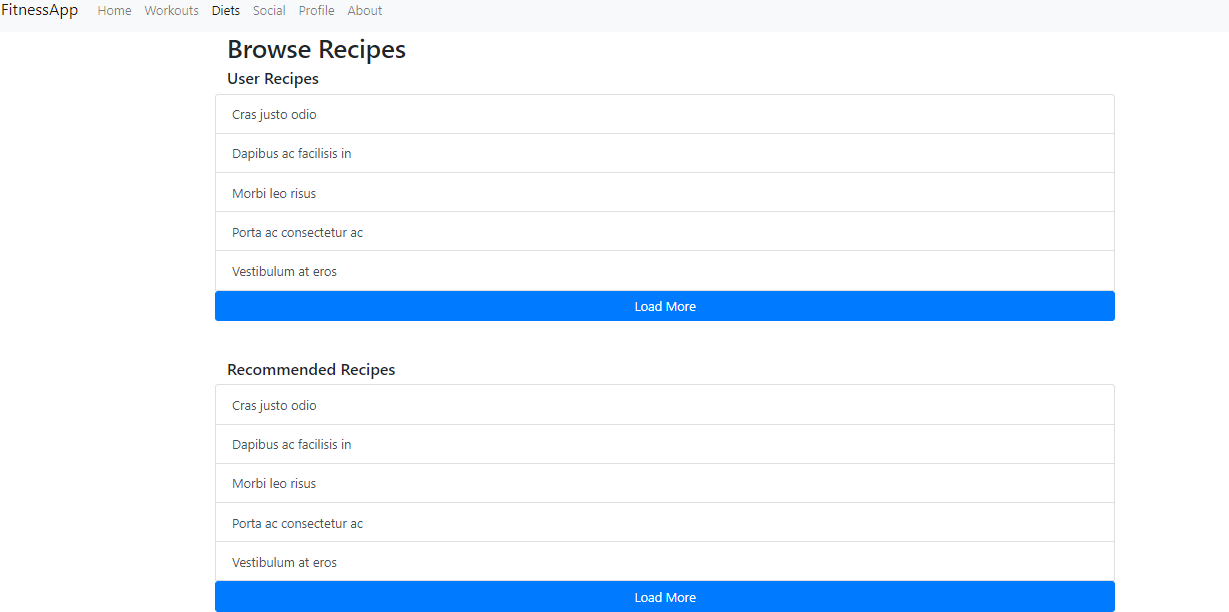 FitnessApp Home Workouts Diets Social Profile About
Browse Recipes
User Recipes
Cras justo odio
Dapibus ac facilisis in
Morbi leo risus
Porta ac consectetur ac
Vestibulum at eros
Load More
Recommended Recipes
Cras justo odio
Dapibus ac facilisis in
Morbi leo risus
Porta ac consectetur ac
Vestibulum at eros
Load More